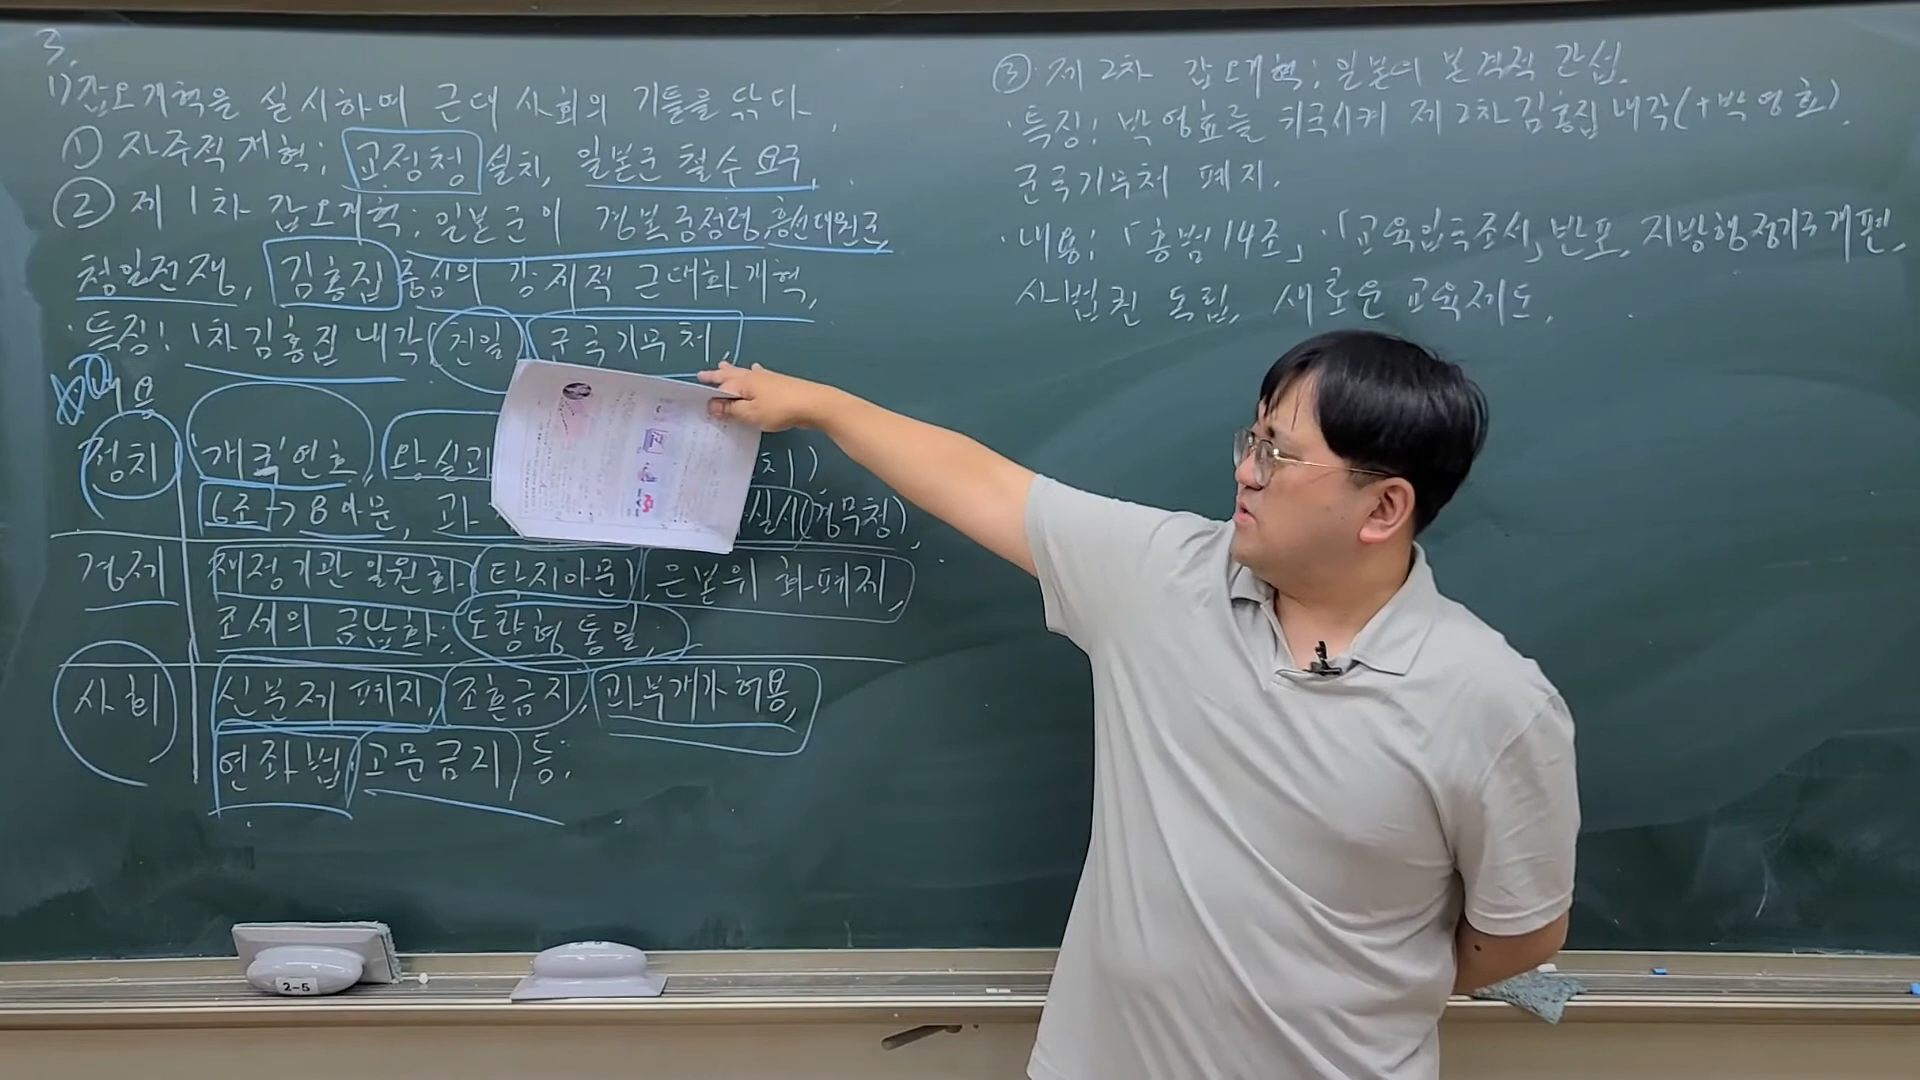 3.
1) 갑오개혁을 실시하며 근대 사회의 기틀을 닦다.
① 자주적 개혁; 교정청 설치, 일본군 철수 요구.
② 제 1차 갑오개혁; 일본군이 경복궁점령, 흥선대원군,
청일전쟁, 김홍집 중심의 강제적 근대화 개혁,
·특징: 1차김홍집 내각(친일 군국기무처,
내용
정치 '개국'연호, 왕실과 치)
6조→8아문, 과 실시(경무청),
경제 재정기관 일원화(탁지아문), 은본위 화폐제,
조세의 금납화, 도량형 통일,
사회 신분제 폐지, 조혼금지, 과부개가 허용,
연좌법, 고문금지 등.
③ 제 2차 갑오개혁; 일본의 본격적 간섭.
·특징: 박영효를 귀국시켜 제 2차김홍집 내각(+박영효).
군국기무처 폐지.
·내용: 「홍범14조」·「교육입국조서」반포, 지방행정기구개편,
사법권 독립, 새로운 교육제도.
2-5